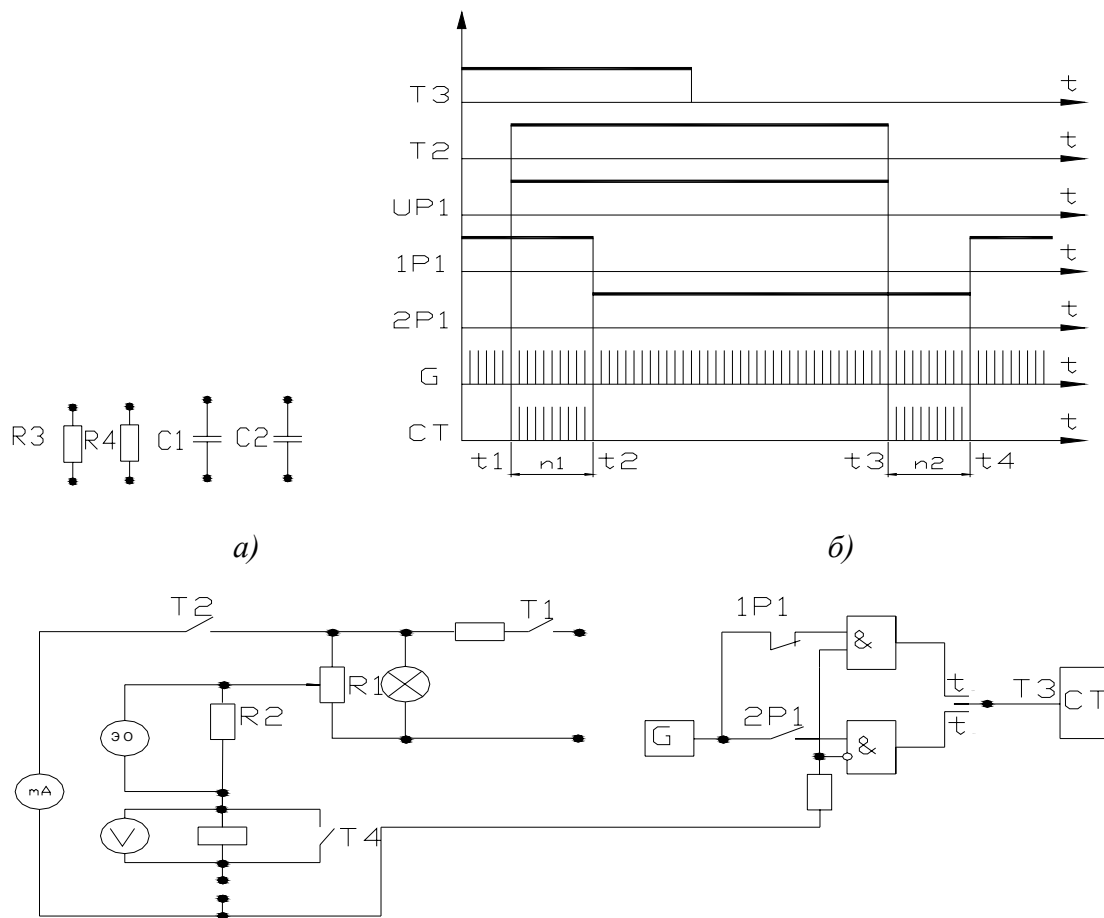 t
T3
t
T2
t
UP1
t
1P1
t
2P1
t
G
t
CT
t1 n1 t2 t3 n2 t4
R3 R4 C1 C2
а) б)
T2 T1 1P1
&
R1 t T3 CT
R2 2P1 t
ЭО G &
mA
V T4